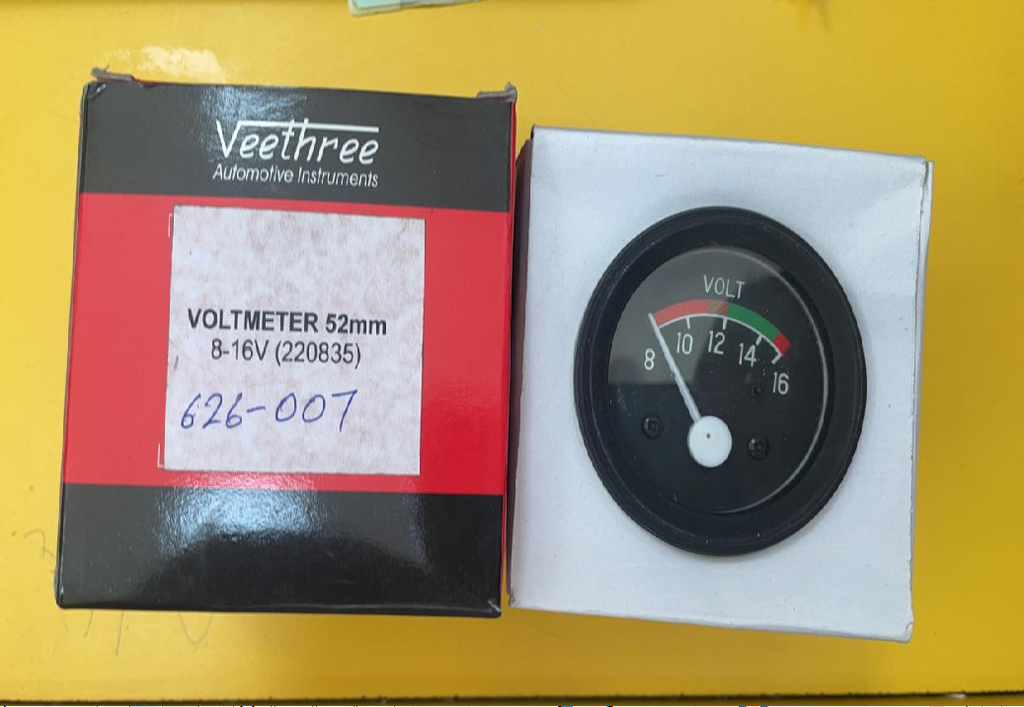 Veethree
Automotive Instruments
VOLTMETER 52mm
8-16V (220835)
626-007
VOLT
8 10 12 14 16